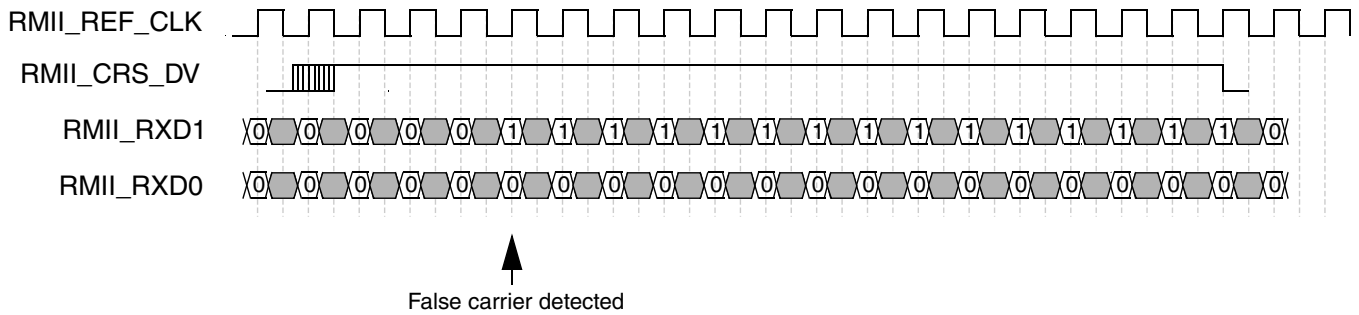 RMII_REF_CLK
RMII_CRS_DV
RMII_RXD1 0 0 0 0 0 1 1 1 1 1 1 1 1 1 1 1 1 1 1 1 0
RMII_RXD0 0 0 0 0 0 0 0 0 0 0 0 0 0 0 0 0 0 0 0 0 0
False carrier detected